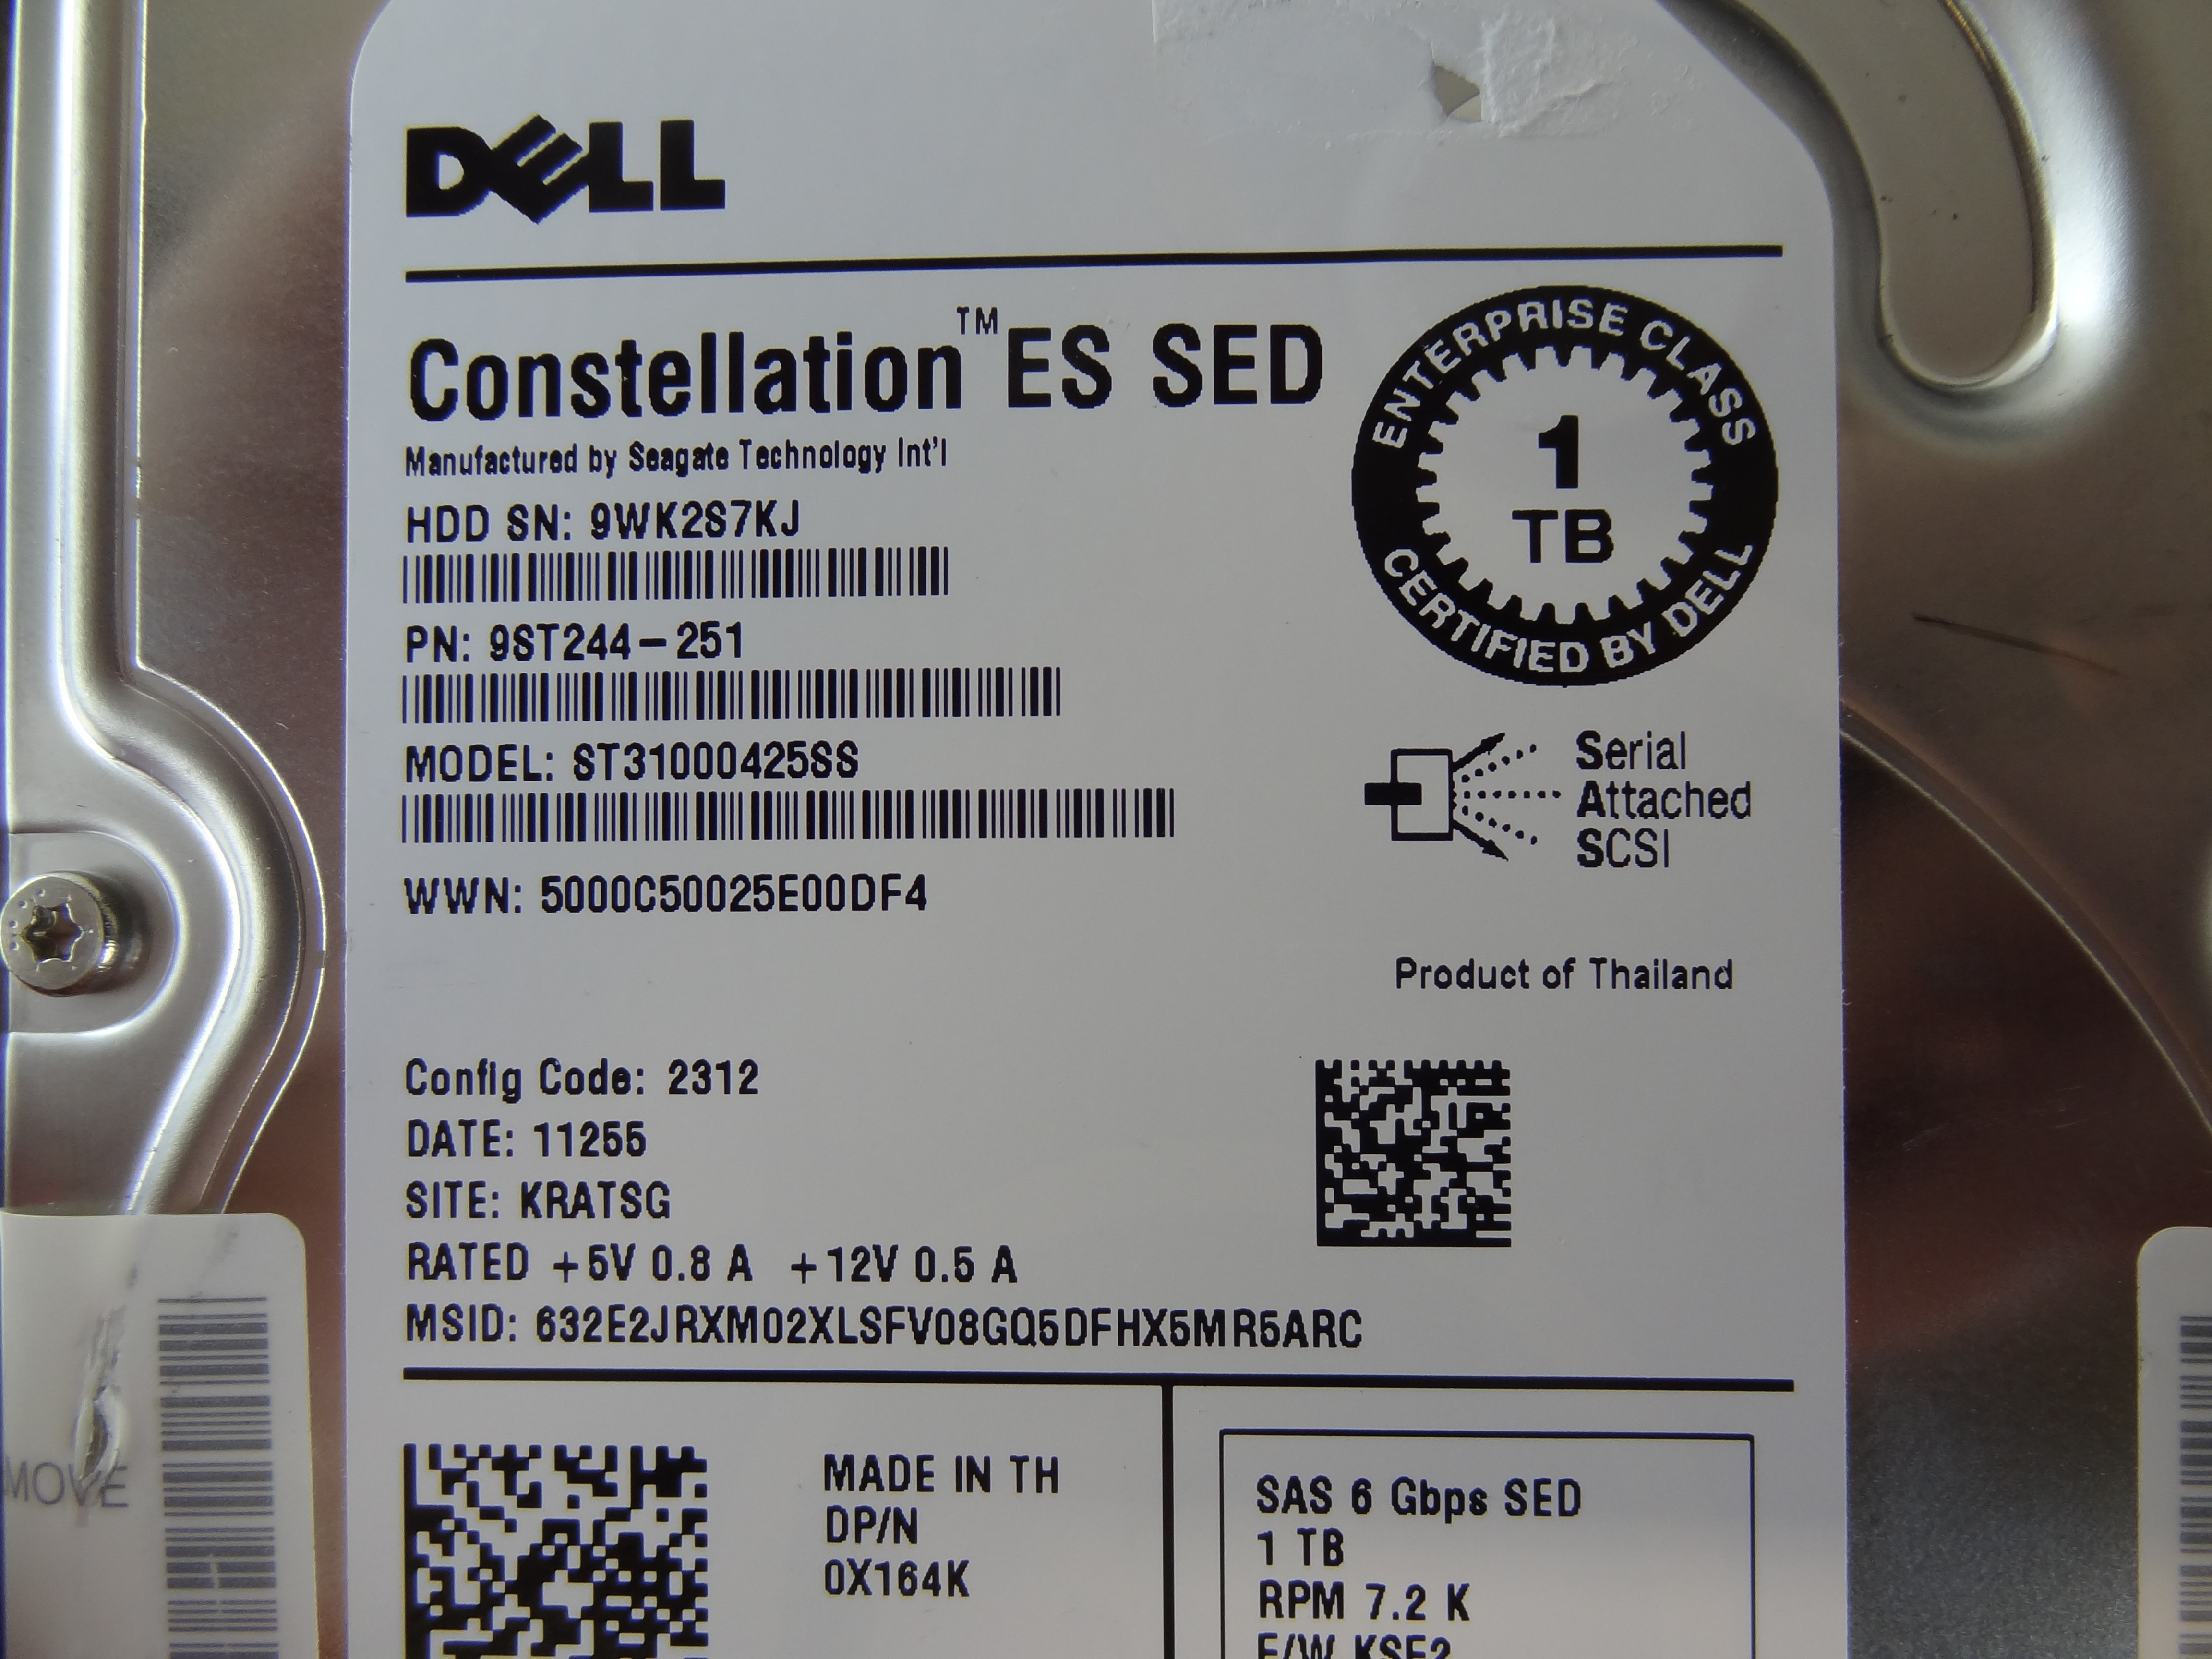 DELL
Constellation™ ES SED
Manufactured by Seagate Technology Int'l
HDD SN: 9WK2S7KJ
PN: 9ST244-251
MODEL: ST31000425SS
WWN: 5000C50025E00DF4
ENTERPRISE CLASS
1
TB
CERTIFIED BY DELL
Serial
Attached
SCSI
Product of Thailand
Config Code: 2312
DATE: 11255
SITE: KRATSG
RATED +5V 0.8 A +12V 0.5 A
MSID: 632E2JRXM02XLSFV08GQ5DFHX5MR5ARC
MADE IN TH
DP/N
0X164K
SAS 6 Gbps SED
1 TB
RPM 7.2 K
F/W KSF2
MOVE